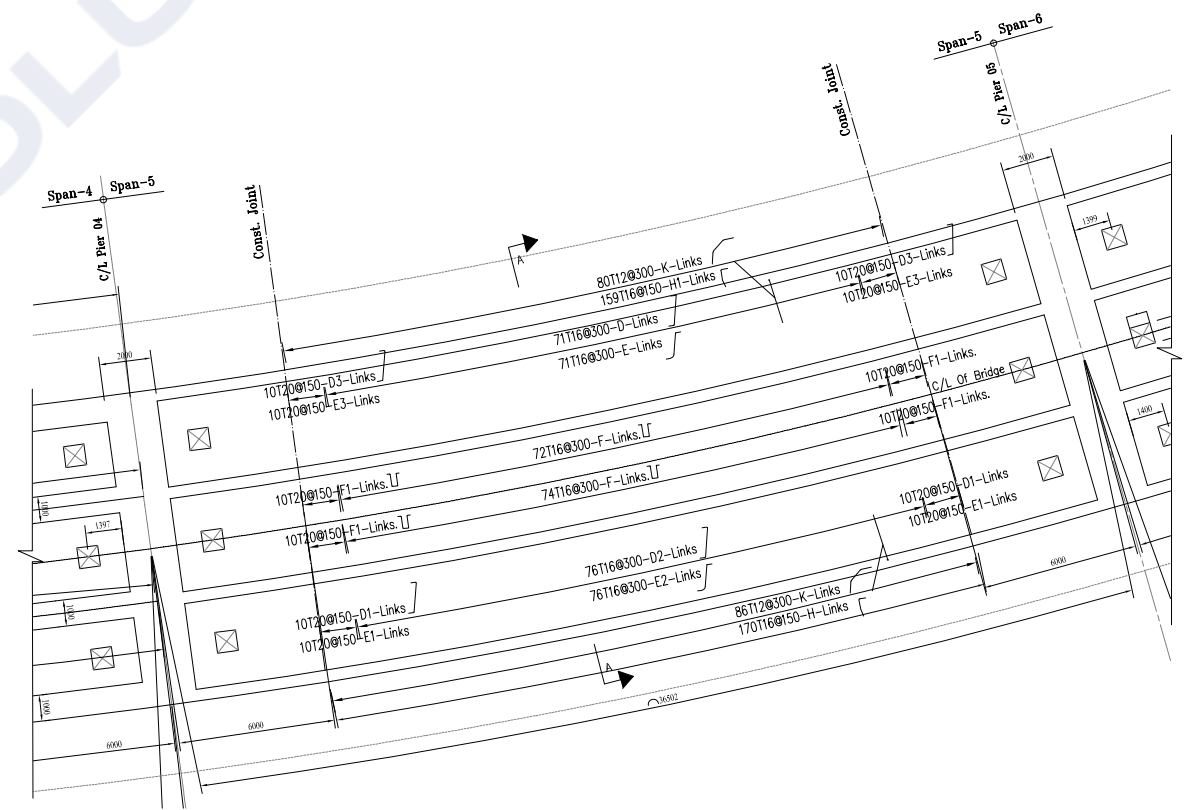 Span-5
Span-6
C/L Pier 05
Const. Joint
2000
1399
Span-4
Span-5
C/L Pier 04
Const. Joint
A
80T12@300-K-Links
159T16@150-H1-Links
10T20@150-D3-Links
10T20@150-E3-Links
71T16@300-D-Links
71T16@300-E-Links
2000
10T20@150-D3-Links
10T20@150-E3-Links
10T20@150-F1-Links.
C/L Of Bridge
10T20@150-F1-Links.
1400
72T16@300-F-Links.
74T16@300-F-Links.
10T20@150-F1-Links.
10T20@150-F1-Links.
1000
1397
10T20@150-D1-Links
10T20@150-E1-Links
76T16@300-D2-Links
76T16@300-E2-Links
6000
86T12@300-K-Links
170T16@150-H-Links
10T20@150-D1-Links
10T20@150-E1-Links
1000
A
1000
36502
6000
6000